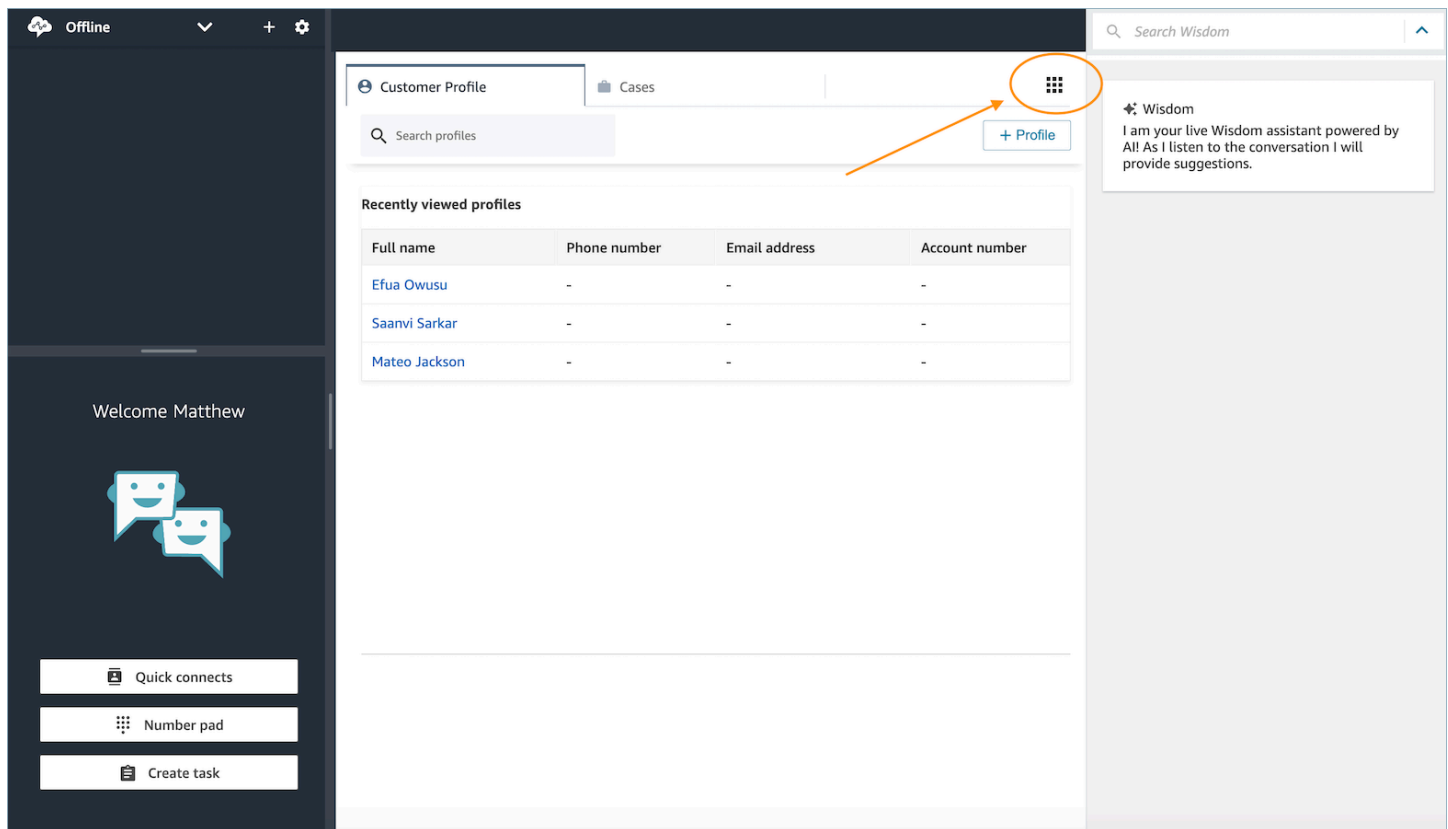 Offline
Search Wisdom
Customer Profile
Cases
Search profiles
+ Profile
Wisdom
I am your live Wisdom assistant powered by
AI! As I listen to the conversation I will
provide suggestions.
Recently viewed profiles
Full name Phone number Email address Account number
Efua Owusu - - -
Saanvi Sarkar - - -
Mateo Jackson - - -
Welcome Matthew
Quick connects
Number pad
Create task